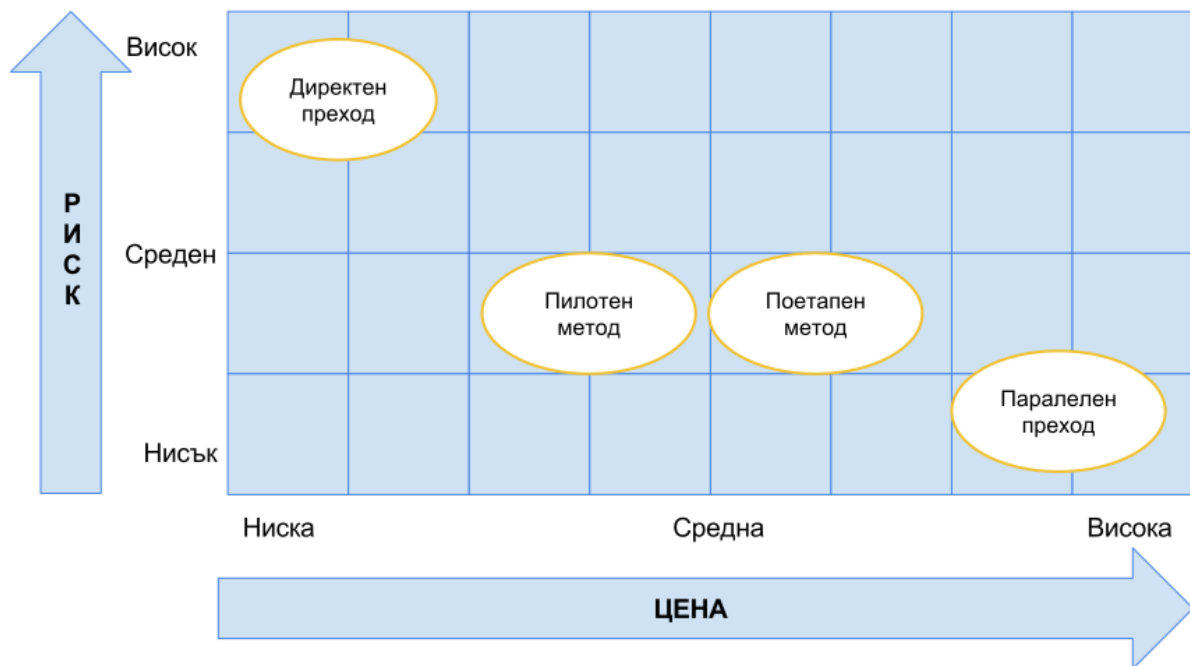 Висок
Директен
преход
Р
И
С
К
Среден
Пилотен
метод
Поетапен
метод
Паралелен
преход
Нисък
Ниска
Средна
Висока
ЦЕНА